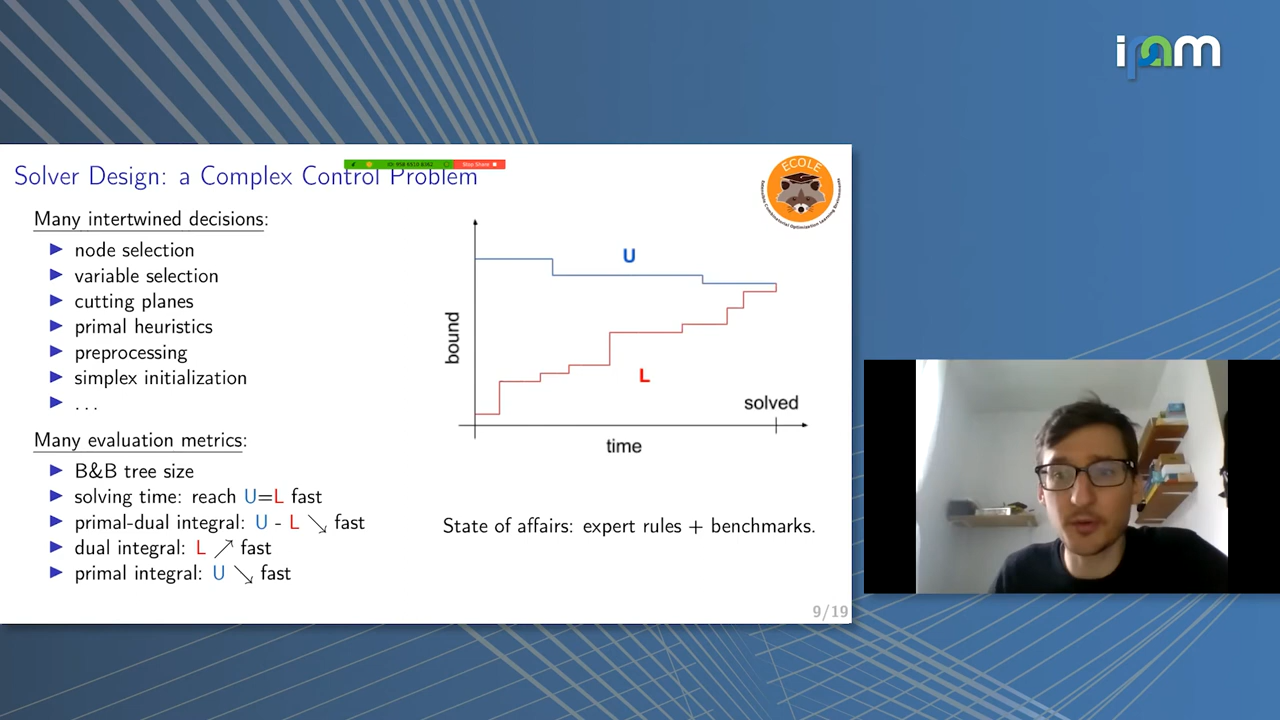 ipam
Solver Design: a Complex Control Problem
Stop Share
ECOLE
Many intertwined decisions:
node selection
variable selection
cutting planes
primal heuristics
preprocessing
simplex initialization
...
Many evaluation metrics:
B&B tree size
solving time: reach U=L fast
primal-dual integral: U - L ↘ fast
dual integral: L ↗ fast
primal integral: U ↘ fast
U
bound
L
solved
time
State of affairs: expert rules + benchmarks.
9/19